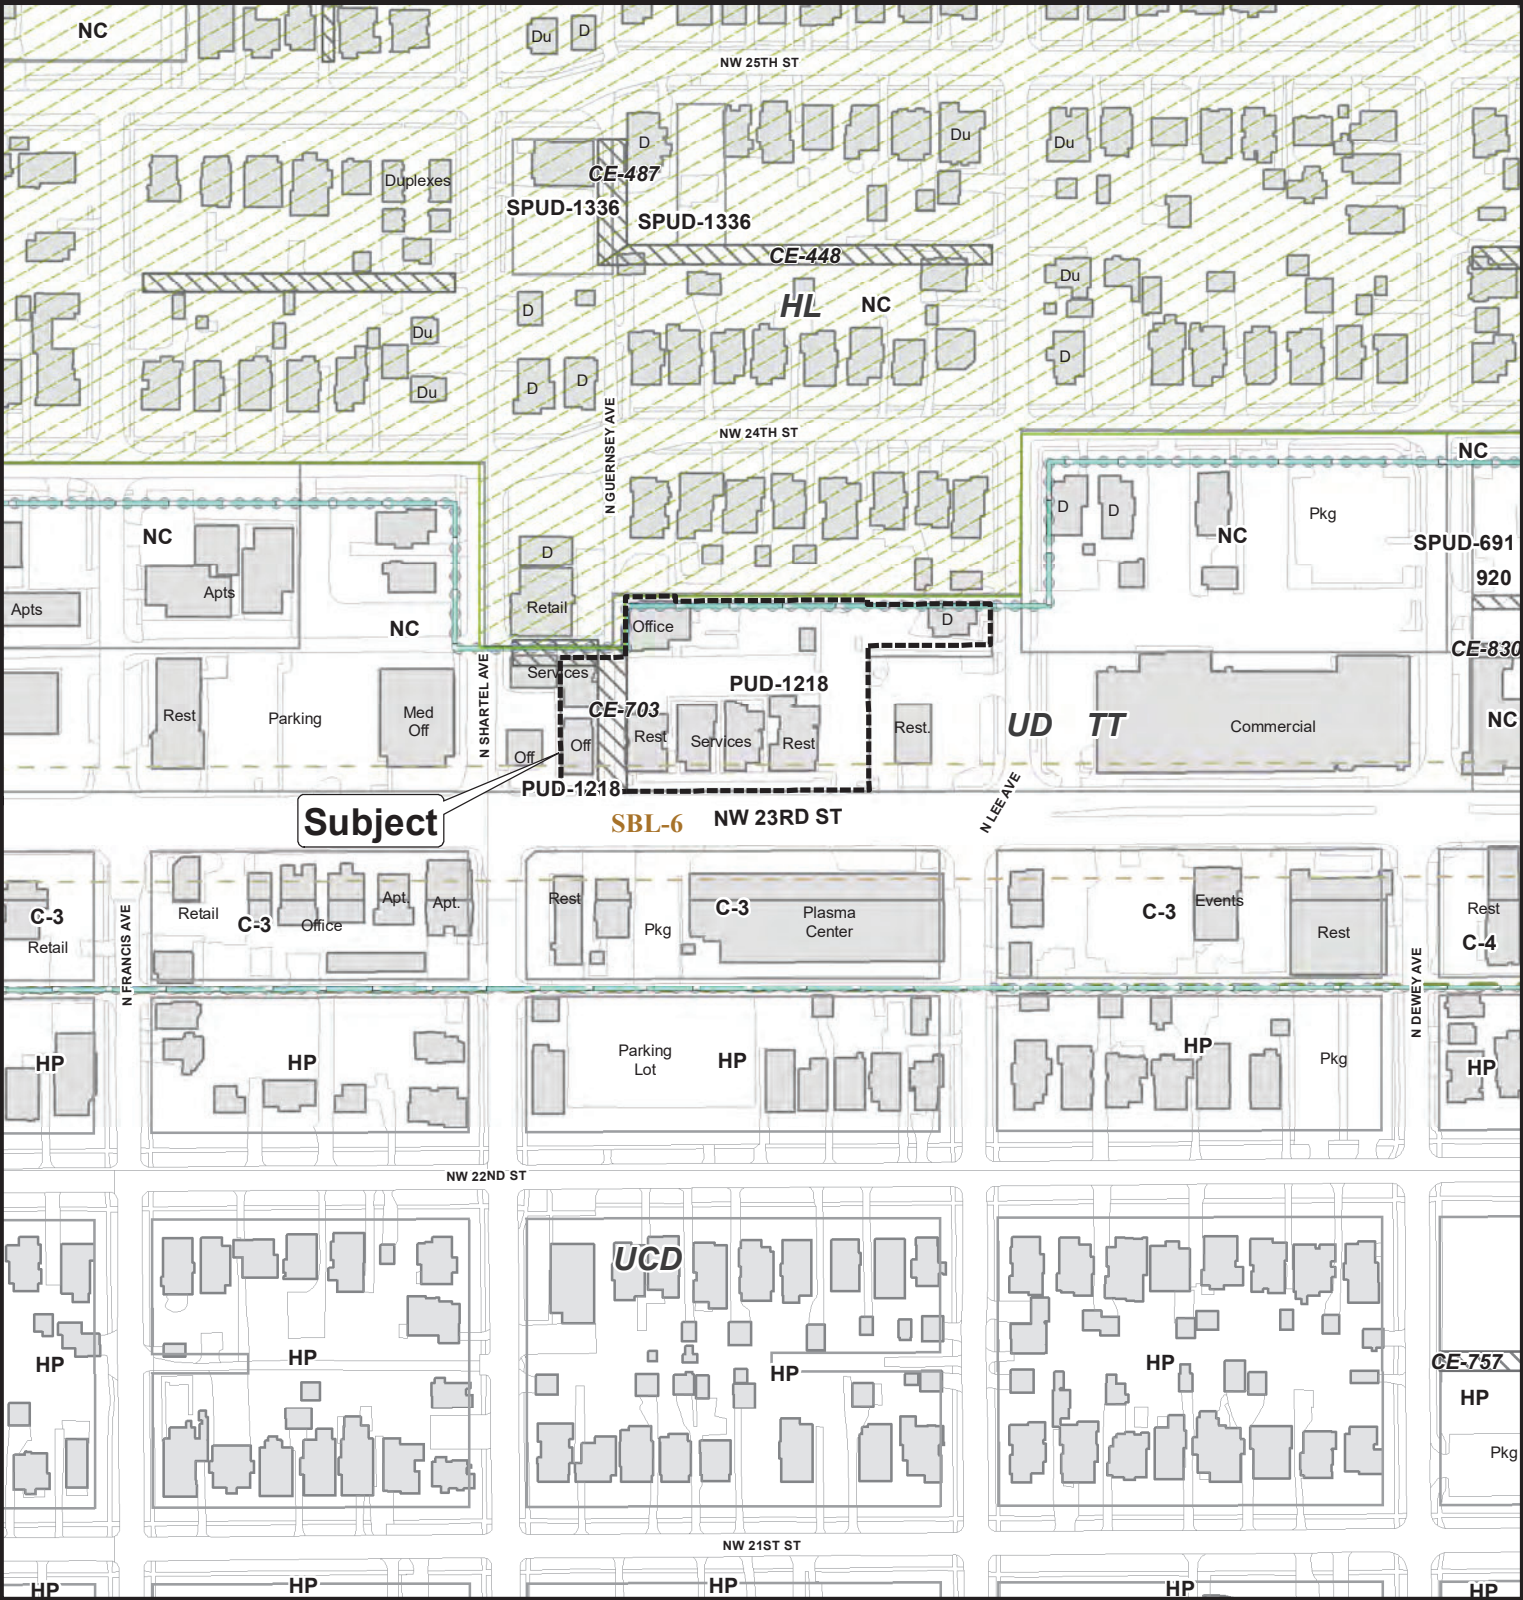 NC
Du
D
NW 25TH ST
D
Du
Du
CE-487
Duplexes
SPUD-1336
SPUD-1336
CE-448
Du
HL
NC
D
Du
D
D
D
Du
N GUERNSEY AVE
NW 24TH ST
NC
D
D
Pkg
NC
NC
SPUD-691
D
920
Apts
Apts
Retail
NC
Office
D
CE-830
Services
PUD-1218
N SHARTEL AVE
CE-703
Rest
Parking
Med
Off
Off
Off
Rest
Services
Rest
Rest.
UD
TT
Commercial
NC
PUD-1218
N LEE AVE
Subject
SBL-6
NW 23RD ST
Retail
C-3
Office
Apt.
Apt.
Rest
Pkg
C-3
Plasma
Center
C-3
Events
Rest
Rest
C-4
C-3
Retail
N FRANCIS AVE
N DEWEY AVE
HP
HP
Parking
Lot
HP
HP
Pkg
HP
NW 22ND ST
UCD
HP
HP
HP
HP
CE-757
HP
Pkg
NW 21ST ST
HP
HP
HP
HP
HP